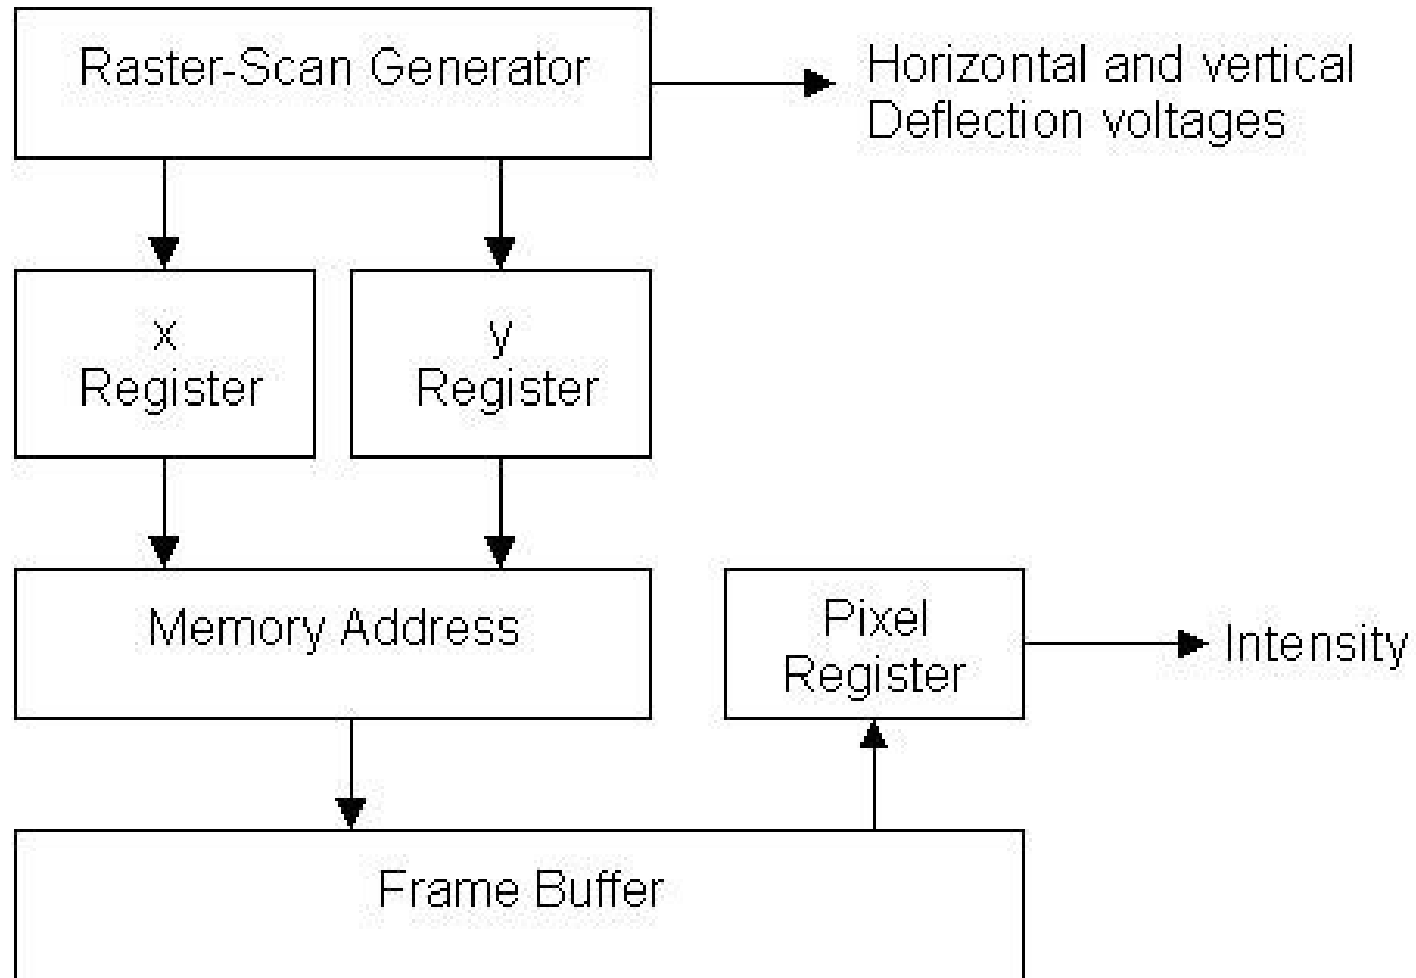 Raster-Scan Generator
Horizontal and vertical
Deflection voltages
x
Register
y
Register
Memory Address
Pixel
Register
Intensity
Frame Buffer